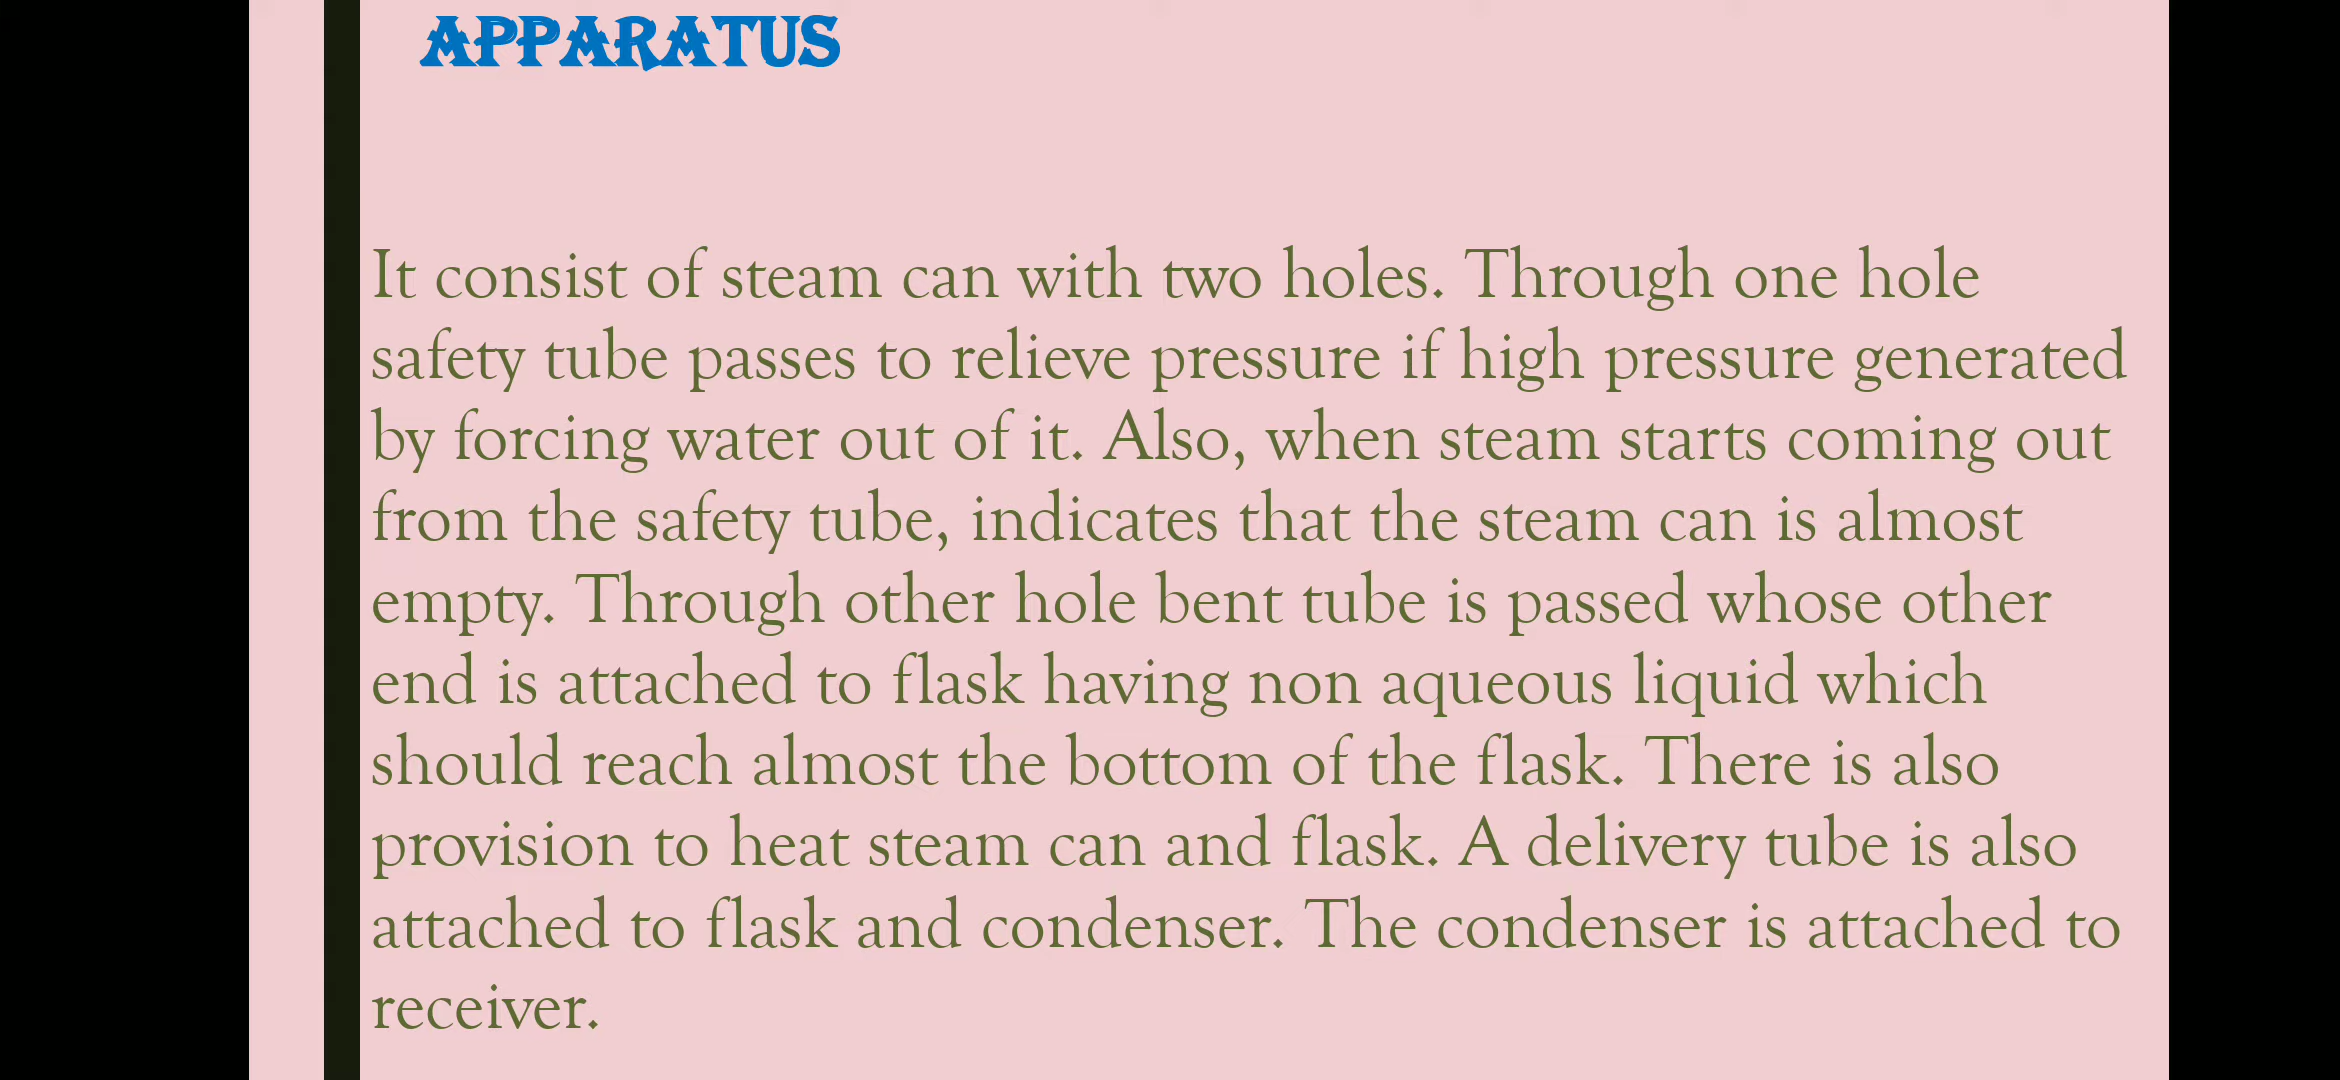 APPARATUS
It consist of steam can with two holes. Through one hole
safety tube passes to relieve pressure if high pressure generated
by forcing water out of it. Also, when steam starts coming out
from the safety tube, indicates that the steam can is almost
empty. Through other hole bent tube is passed whose other
end is attached to flask having non aqueous liquid which
should reach almost the bottom of the flask. There is also
provision to heat steam can and flask. A delivery tube is also
attached to flask and condenser. The condenser is attached to
receiver.